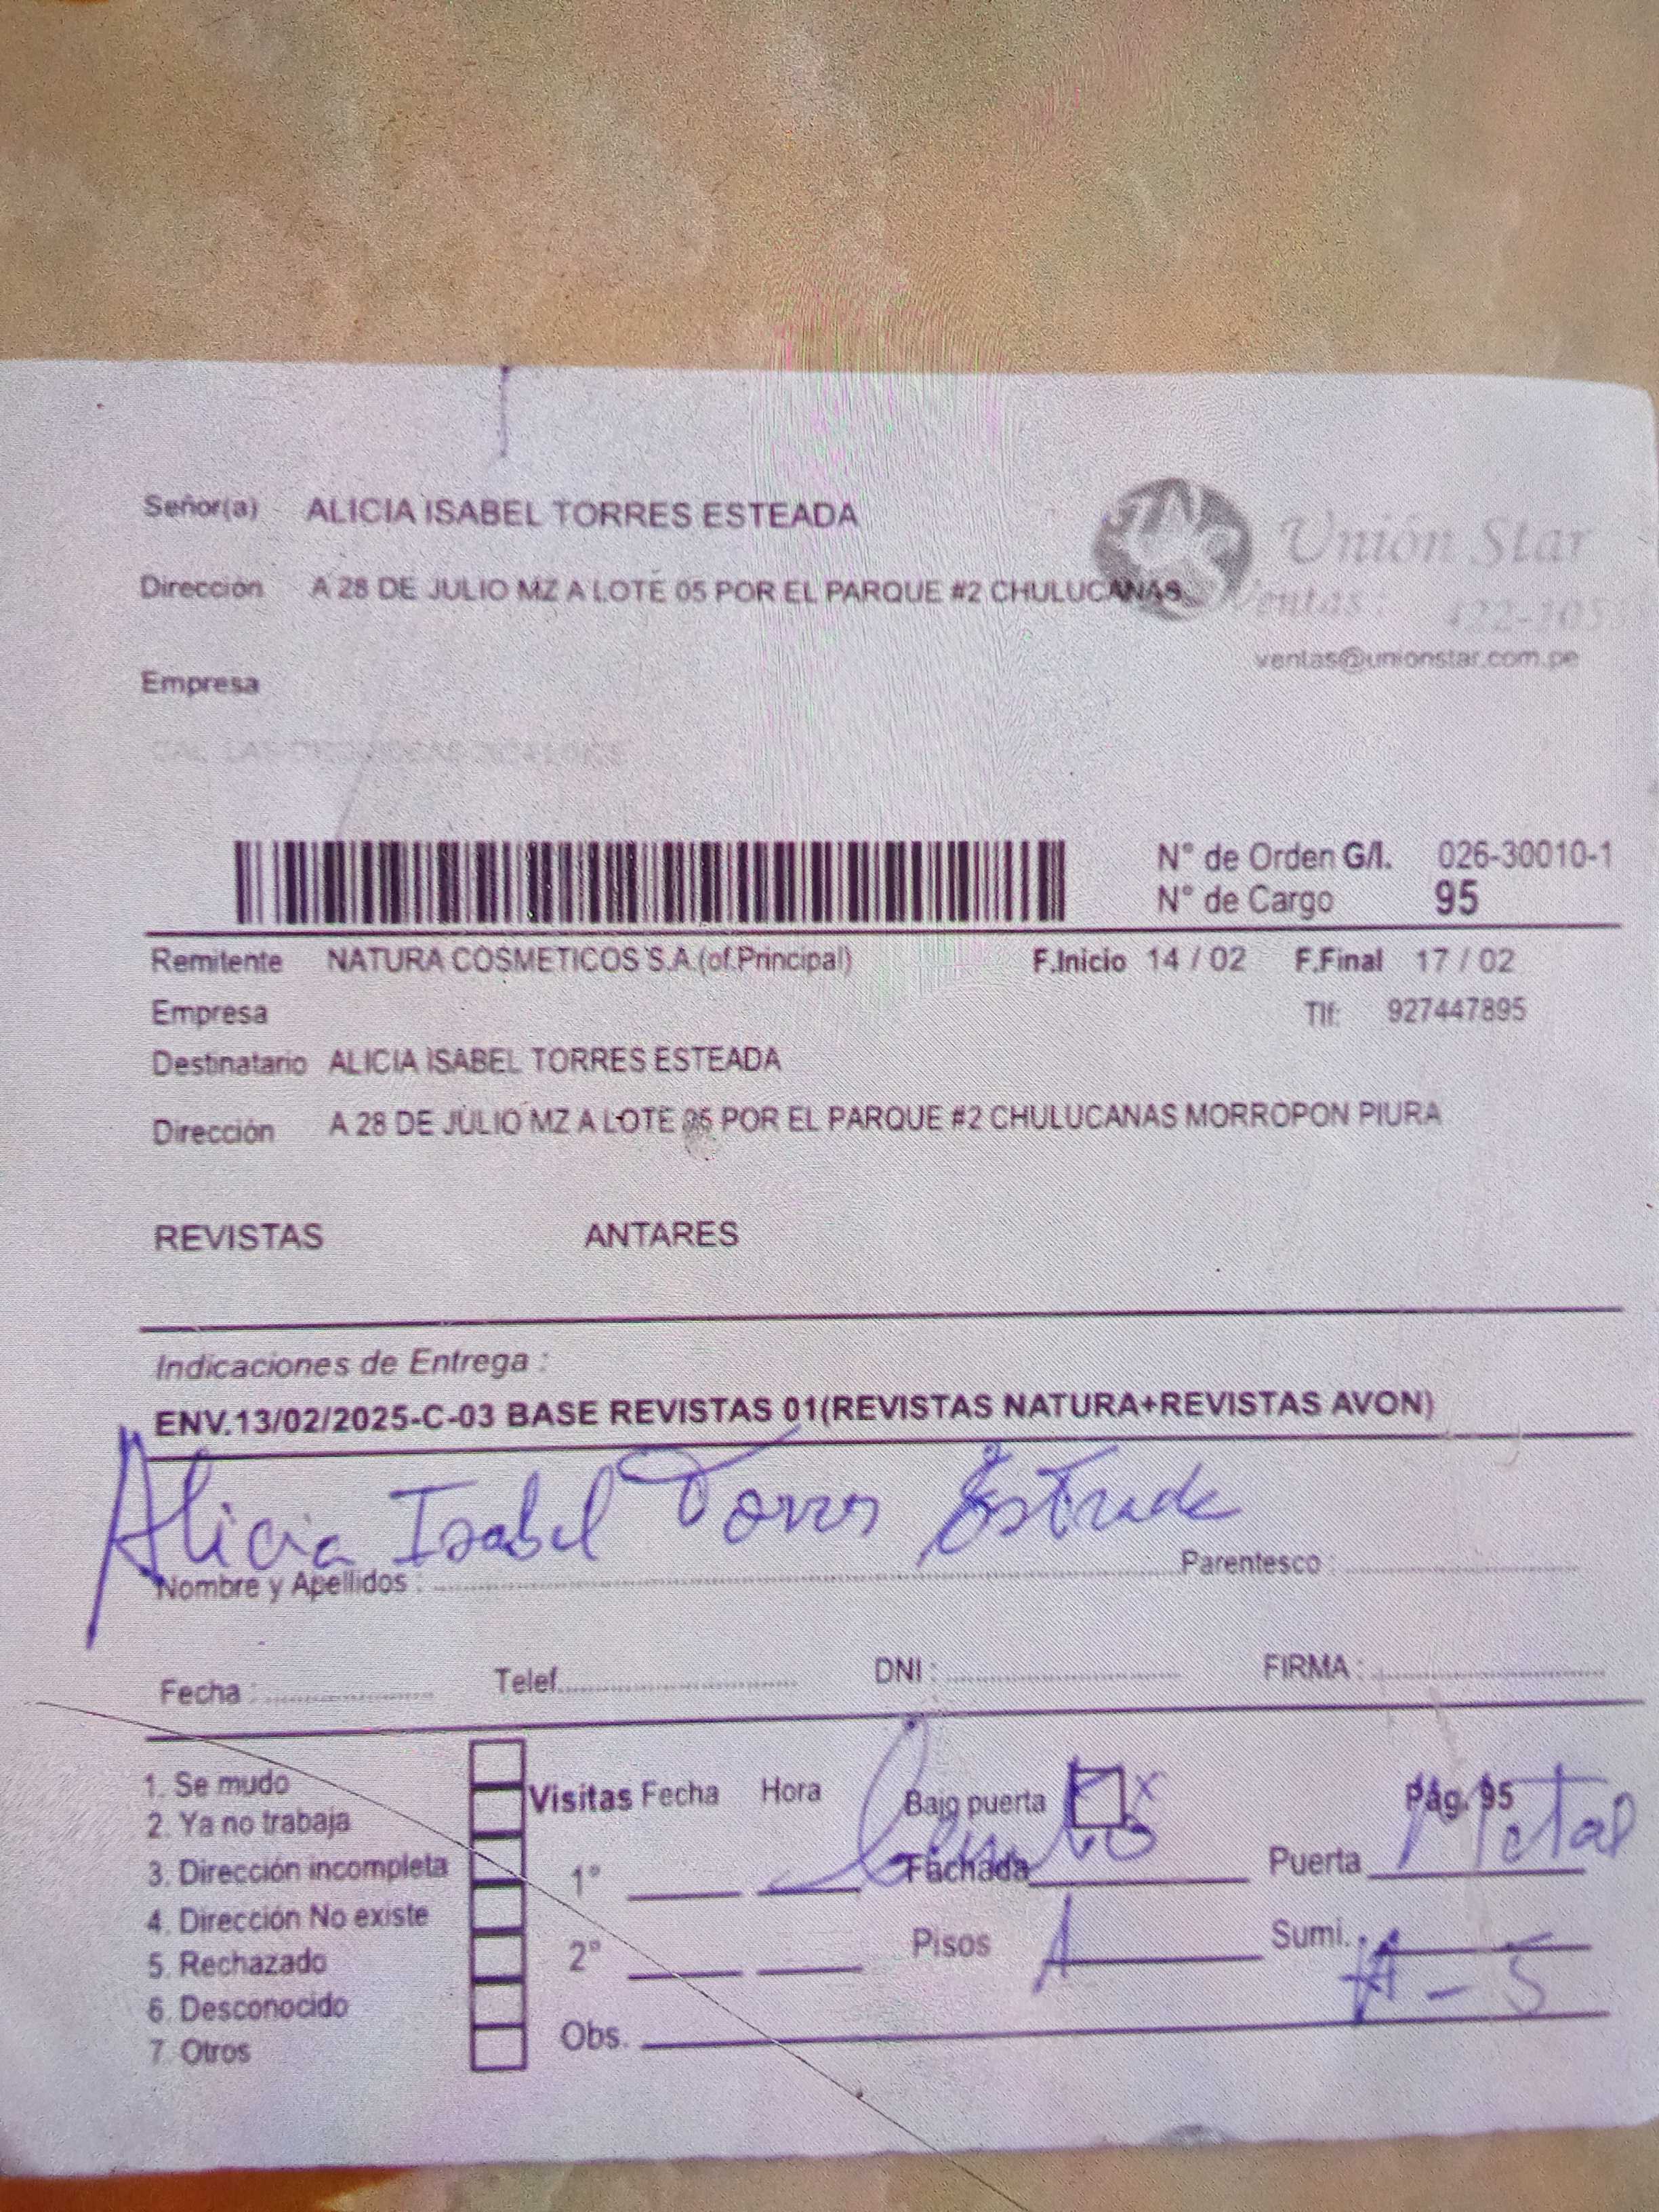 Señor(a) ALICIA ISABEL TORRES ESTEADA
Unión Star
Dirección A 28 DE JULIO MZ A LOTE 05 POR EL PARQUE #2 CHULUCANAS
Ventas: 422-105
ventas@unionstar.com.pe
Empresa
N° de Orden G/I. 026-30010-1
N° de Cargo 95
Remitente NATURA COSMETICOS S.A.(of.Principal) F.Inicio 14 / 02 F.Final 17 / 02
Empresa Tlf: 927447895
Destinatario ALICIA ISABEL TORRES ESTEADA
Dirección A 28 DE JULIO MZ A LOTE 05 POR EL PARQUE #2 CHULUCANAS MORROPON PIURA
REVISTAS ANTARES
Indicaciones de Entrega :
ENV.13/02/2025-C-03 BASE REVISTAS 01(REVISTAS NATURA+REVISTAS AVON)
Alicia Isabel Torres Estrada
Nombre y Apellidos : Parentesco :
Fecha : Telef. DNI : FIRMA :
1. Se mudo
2. Ya no trabaja
3. Dirección incompleta
4. Dirección No existe
5. Rechazado
6. Desconocido
7. Otros
Visitas Fecha Hora
1°
2°
Obs.
Bajo puerta Pág. 95
Fachada Puerta
Pisos Sumi.
A - 5